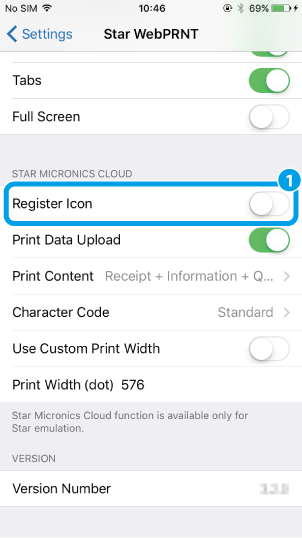 No SIM 10:46 69%
Settings Star WebPRNT
Tabs
Full Screen
STAR MICRONICS CLOUD
1
Register Icon
Print Data Upload
Print Content Receipt + Information + Q...
Character Code Standard
Use Custom Print Width
Print Width (dot) 576
Star Micronics Cloud function is available only for
Star emulation.
VERSION
Version Number